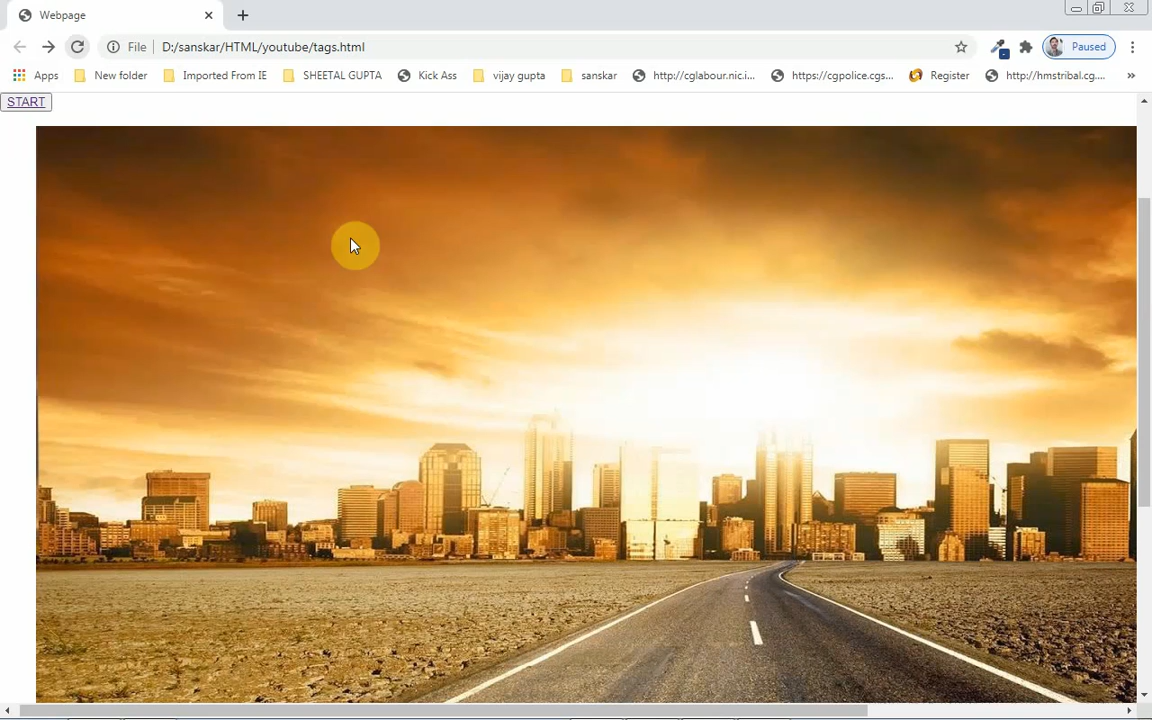 Webpage
File D:/sanskar/HTML/youtube/tags.html Paused
Apps New folder Imported From IE SHEETAL GUPTA Kick Ass vijay gupta sanskar http://cglabour.nic.i... https://cgpolice.cgs... Register http://hmstribal.cg....
START